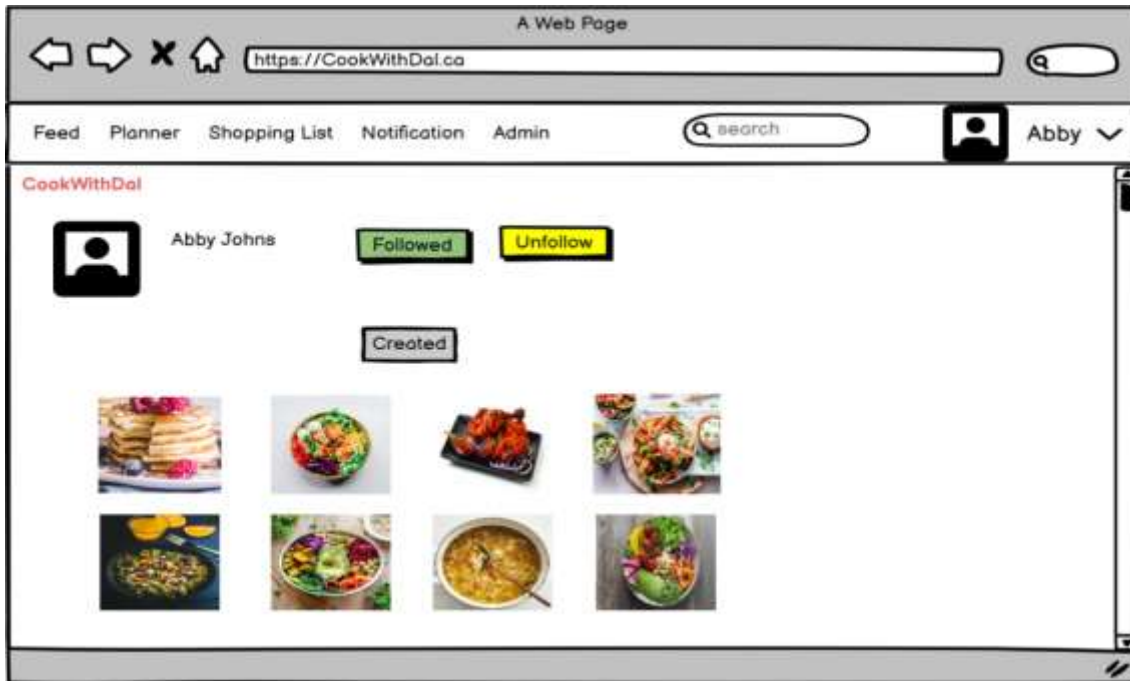 A Web Page
https://CookWithDal.ca
Feed Planner Shopping List Notification Admin search Abby
CookWithDal
Abby Johns Followed Unfollow
Created